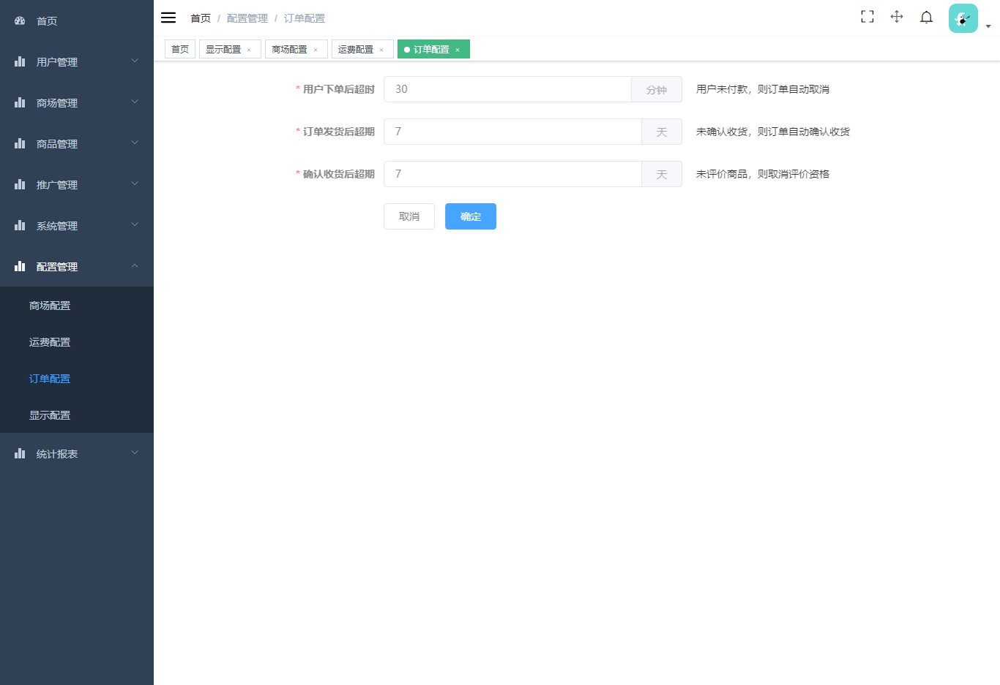 首页
用户管理
商场管理
商品管理
推广管理
系统管理
配置管理
商场配置
运费配置
订单配置
显示配置
统计报表
首页 / 配置管理 / 订单配置
首页 显示配置 × 商场配置 × 运费配置 × 订单配置 ×
* 用户下单后超时 30 分钟 用户未付款，则订单自动取消
* 订单发货后超期 7 天 未确认收货，则订单自动确认收货
* 确认收货后超期 7 天 未评价商品，则取消评价资格
取消 确定